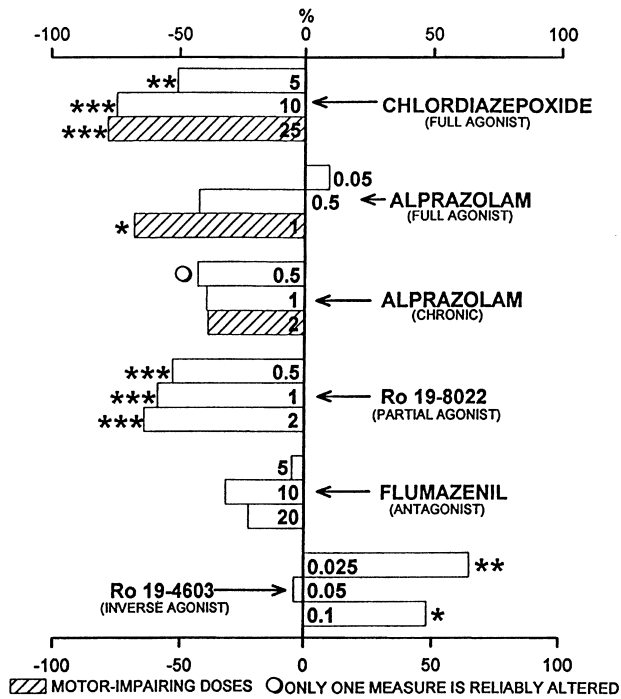 %
-100 -50 0 50 100
** 5
*** 10 CHLORDIAZEPOXIDE
(FULL AGONIST)
*** 25
0.05
0.5 ALPRAZOLAM
(FULL AGONIST)
* 1
0.5
1 ALPRAZOLAM
(CHRONIC)
2
*** 0.5
*** 1 Ro 19-8022
(PARTIAL AGONIST)
*** 2
5
10 FLUMAZENIL
(ANTAGONIST)
20
0.025 **
Ro 19-4603 0.05
(INVERSE AGONIST)
0.1 *
-100 -50 0 50 100
MOTOR-IMPAIRING DOSES ONLY ONE MEASURE IS RELIABLY ALTERED